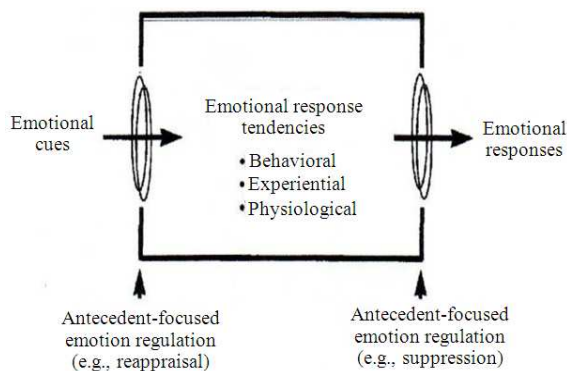 Emotional
cues
Emotional response
tendencies
• Behavioral
• Experiential
• Physiological
Emotional
responses
Antecedent-focused
emotion regulation
(e.g., reappraisal)
Antecedent-focused
emotion regulation
(e.g., suppression)